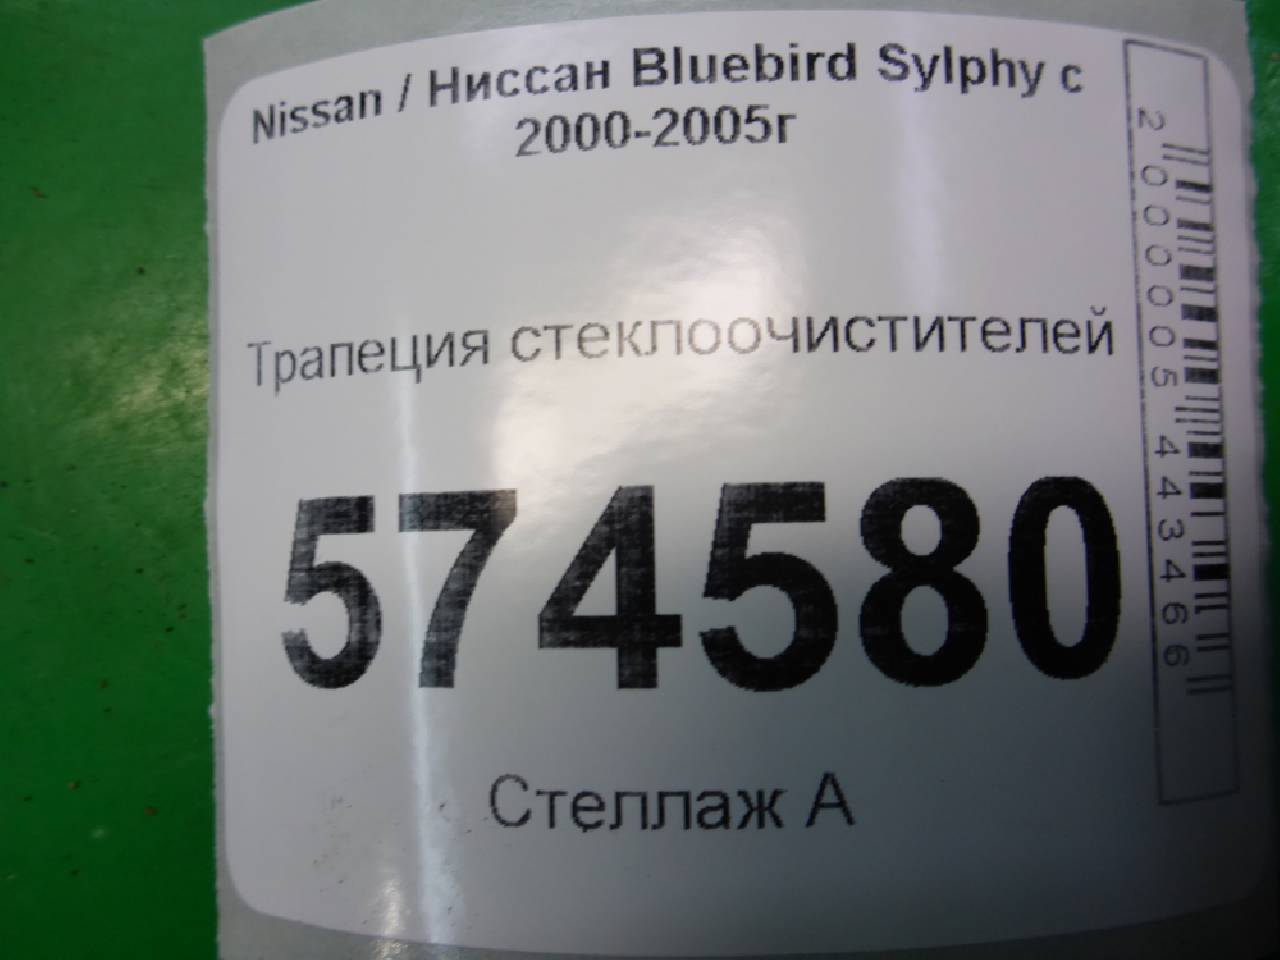 Nissan / Ниссан Bluebird Sylphy с
2000-2005г
Трапеция стеклоочистителей
574580
Стеллаж А
2000005443466